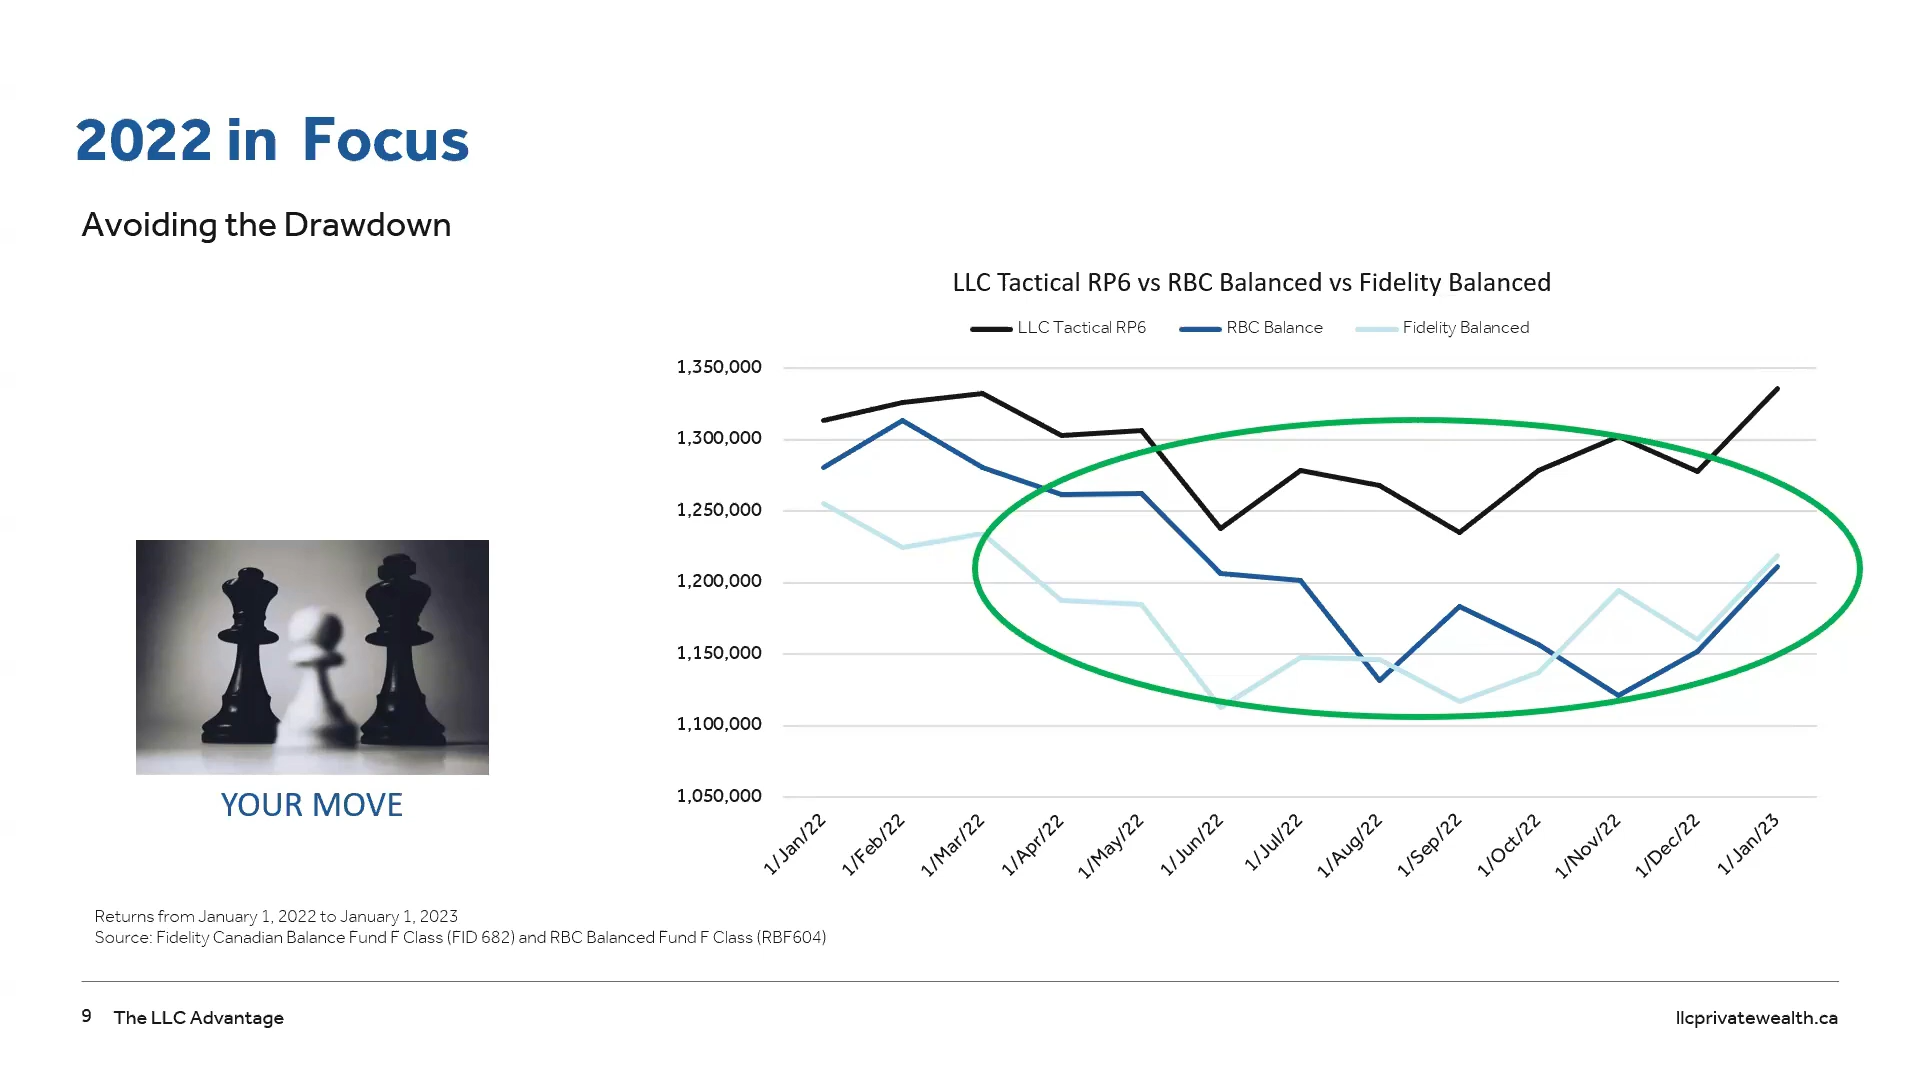 2022 in Focus
Avoiding the Drawdown
LLC Tactical RP6 vs RBC Balanced vs Fidelity Balanced
LLC Tactical RP6 RBC Balance Fidelity Balanced
1,350,000
1,300,000
1,250,000
1,200,000
1,150,000
1,100,000
1,050,000
1/Jan/22 1/Feb/22 1/Mar/22 1/Apr/22 1/May/22 1/Jun/22 1/Jul/22 1/Aug/22 1/Sep/22 1/Oct/22 1/Nov/22 1/Dec/22 1/Jan/23
YOUR MOVE
Returns from January 1, 2022 to January 1, 2023
Source: Fidelity Canadian Balance Fund F Class (FID 682) and RBC Balanced Fund F Class (RBF604)
9 The LLC Advantage llcprivatewealth.ca